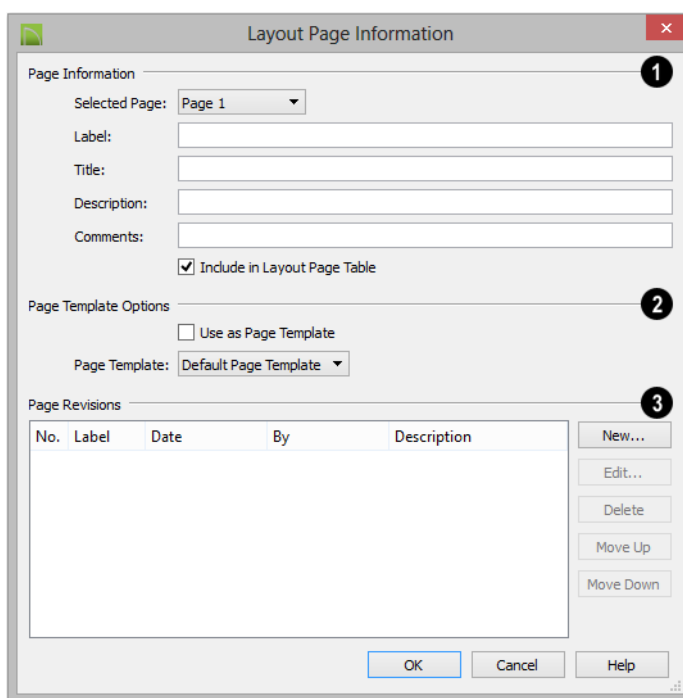 Layout Page Information
Page Information 1
Selected Page: Page 1
Label:
Title:
Description:
Comments:
Include in Layout Page Table
Page Template Options 2
Use as Page Template
Page Template: Default Page Template
Page Revisions 3
No. Label Date By Description New...
Edit...
Delete
Move Up
Move Down
OK Cancel Help